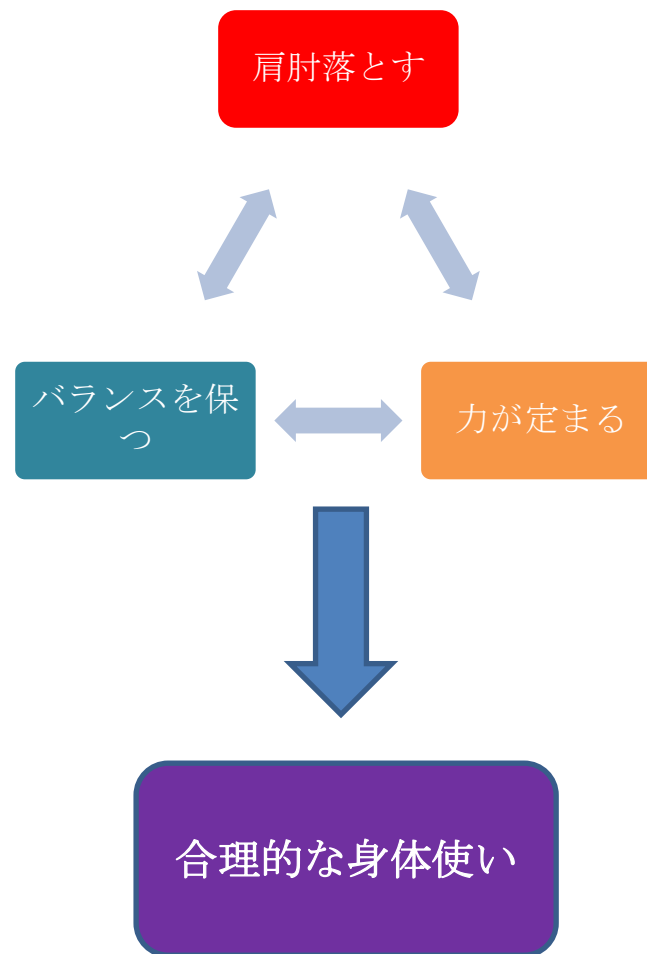 肩肘落とす
バランスを保
つ
力が定まる
合理的な身体使い